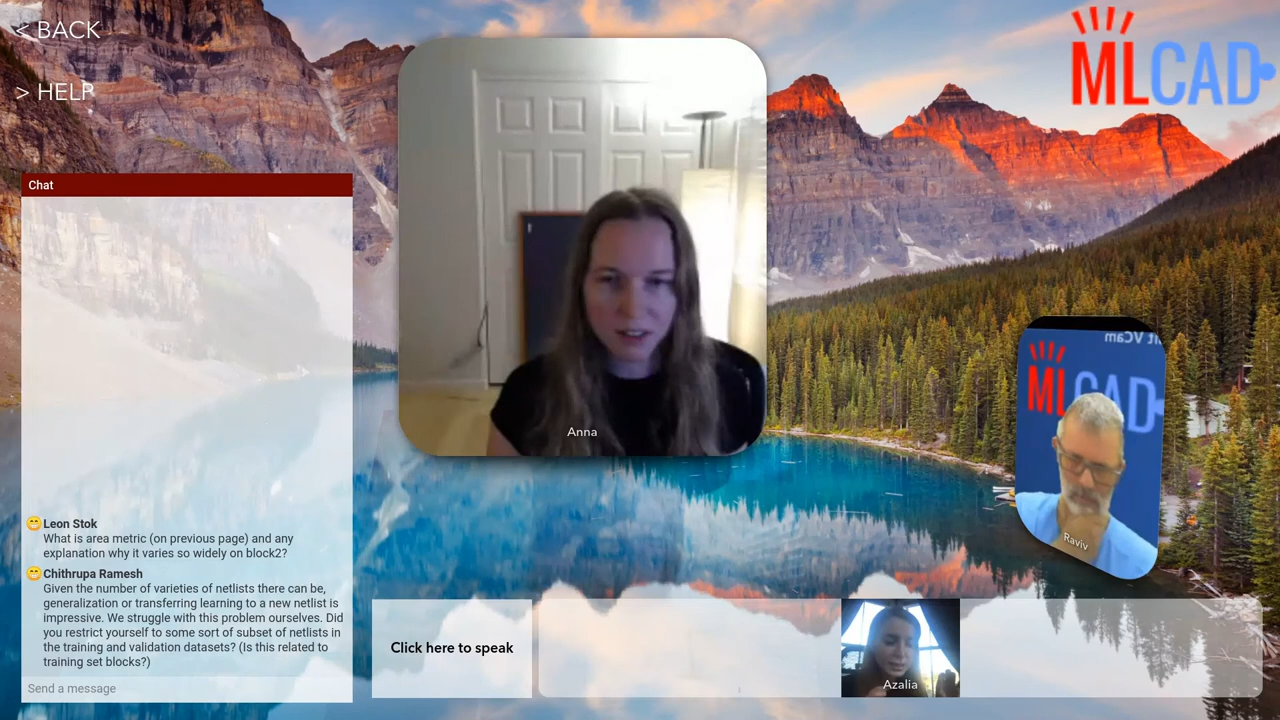 < BACK
> HELP
MLCAD
Chat
Leon Stok
What is area metric (on previous page) and any
explanation why it varies so widely on block2?
Chithrupa Ramesh
Given the number of varieties of netlists there can be,
generalization or transferring learning to a new netlist is
impressive. We struggle with this problem ourselves. Did
you restrict yourself to some sort of subset of netlists in
the training and validation datasets? (Is this related to
training set blocks?)
Send a message
Anna
VCam
MLCAD
Raviv
Click here to speak
Azalia